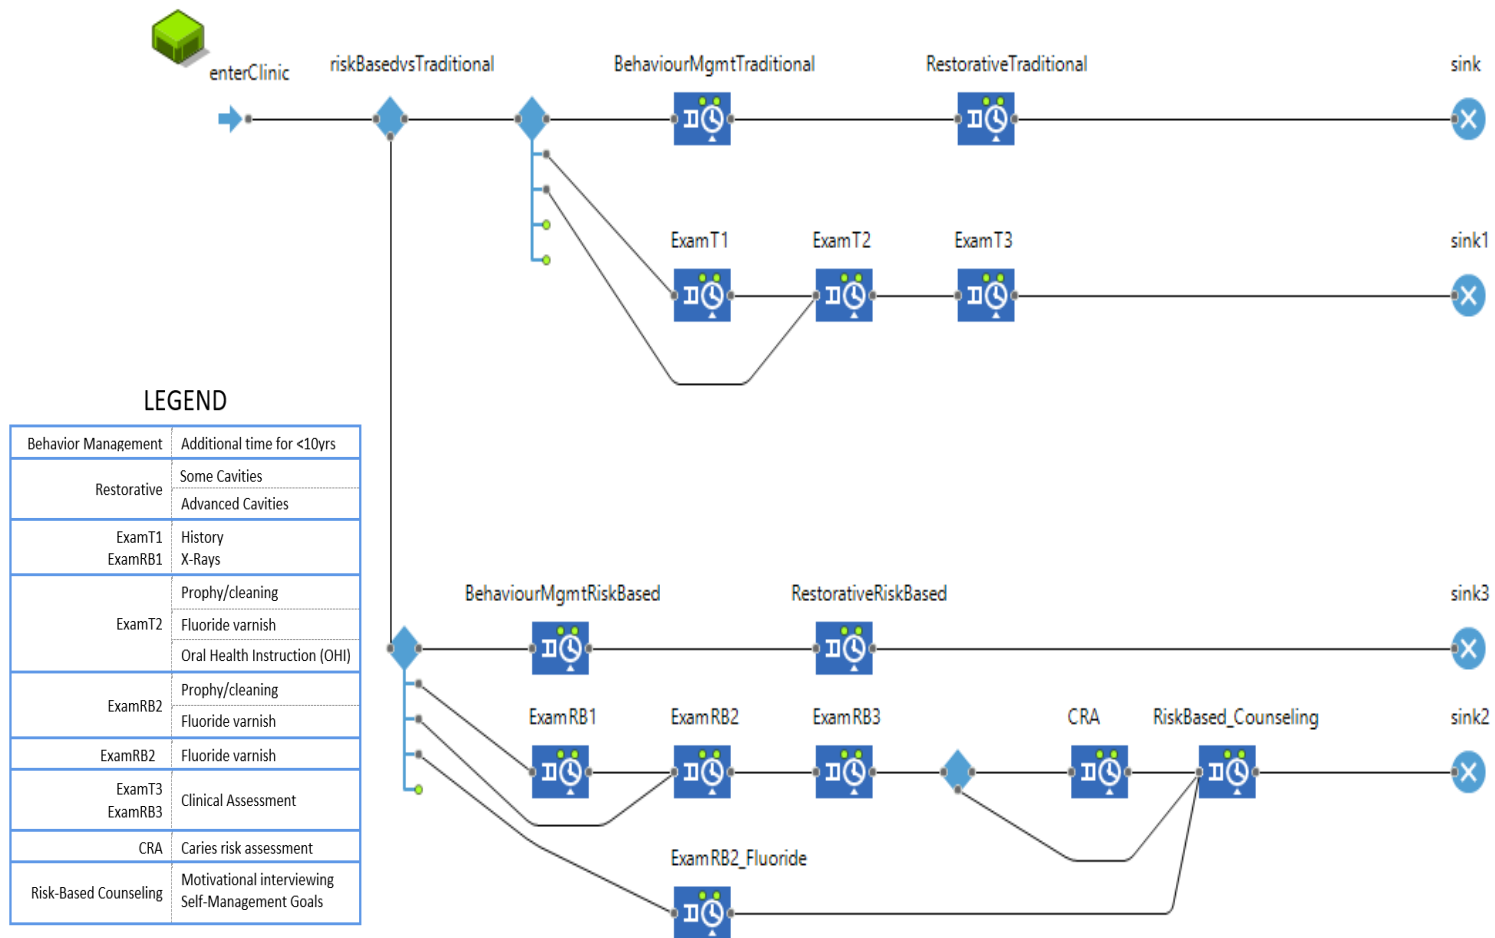 enterClinic
riskBasedvsTraditional
BehaviourMgmtTraditional
RestorativeTraditional
sink
ExamT1
ExamT2
ExamT3
sink1
LEGEND
Behavior Management
Additional time for <10yrs
Restorative
Some Cavities
Advanced Cavities
ExamT1
ExamRB1
History
X-Rays
ExamT2
Prophy/cleaning
Fluoride varnish
Oral Health Instruction (OHI)
ExamRB2
Prophy/cleaning
Fluoride varnish
ExamRB2
Fluoride varnish
ExamT3
ExamRB3
Clinical Assessment
CRA
Caries risk assessment
Risk-Based Counseling
Motivational interviewing
Self-Management Goals
BehaviourMgmtRiskBased
RestorativeRiskBased
sink3
ExamRB1
ExamRB2
ExamRB3
CRA
RiskBased_Counseling
sink2
ExamRB2_Fluoride